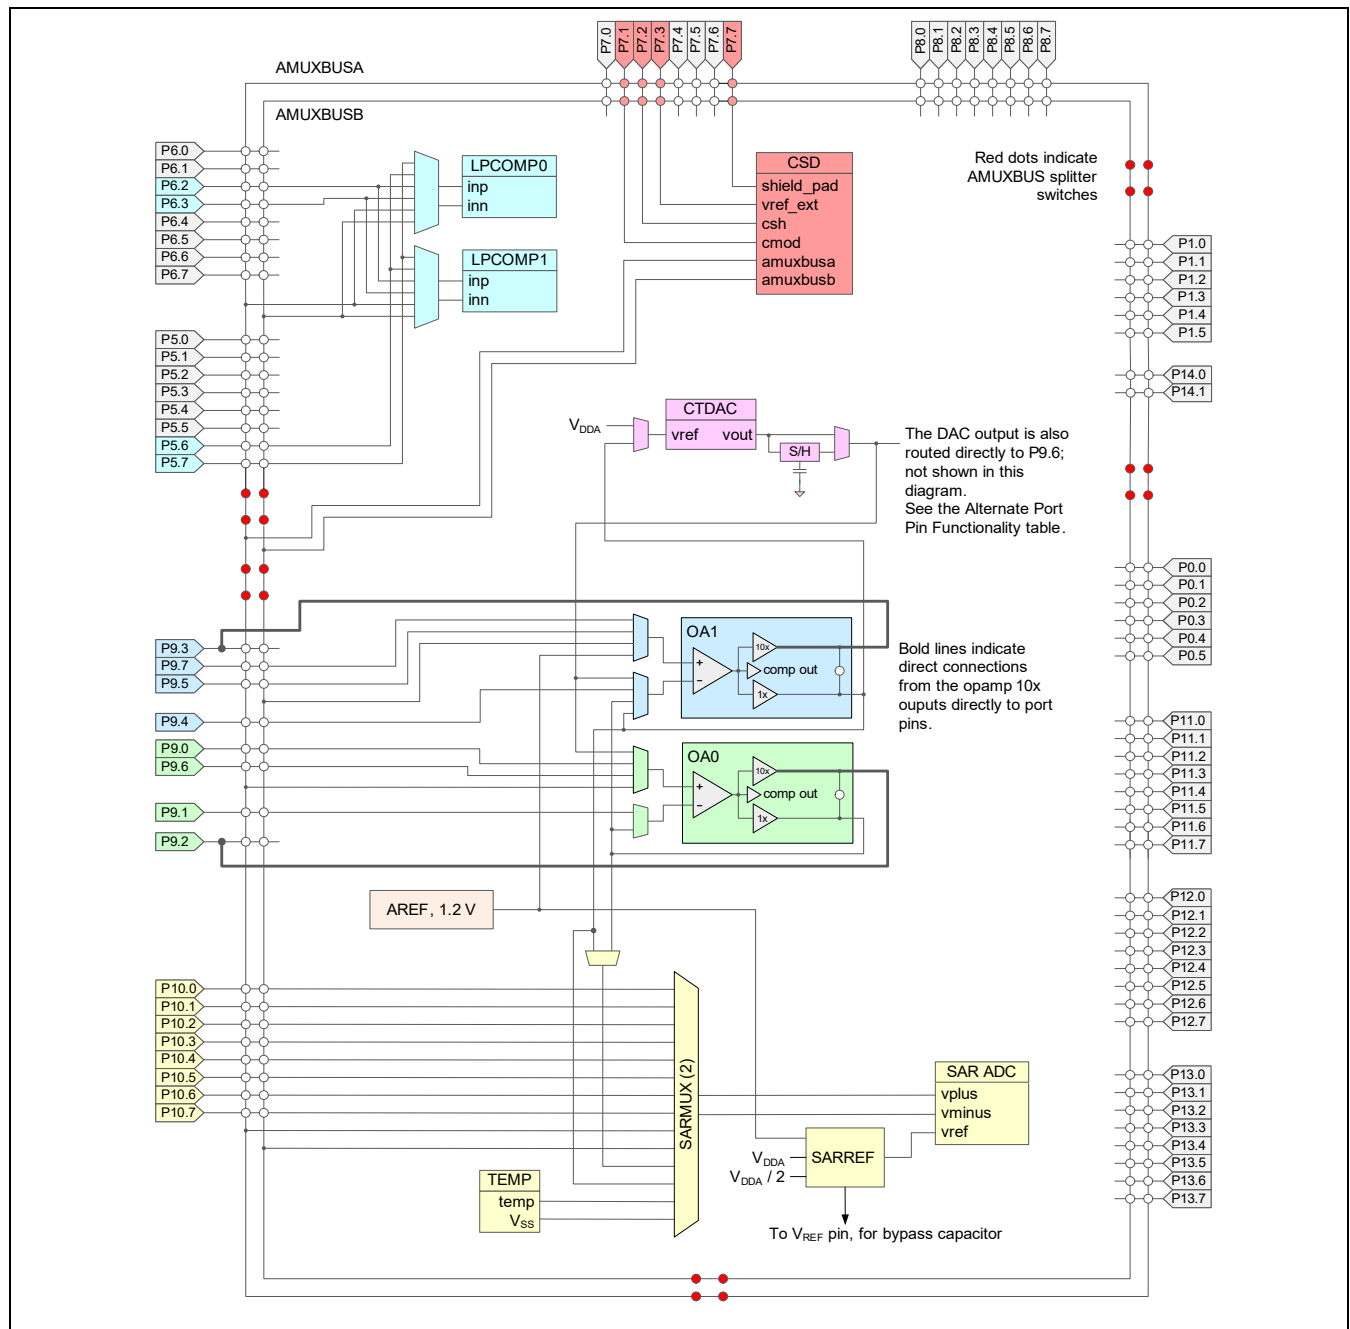 P7.0
P7.1
P7.2
P7.3
P7.4
P7.5
P7.6
P7.7
P8.0
P8.1
P8.2
P8.3
P8.4
P8.5
P8.6
P8.7
AMUXBUSA
AMUXBUSB
P6.0
P6.1
P6.2
P6.3
P6.4
P6.5
P6.6
P6.7
LPCOMP0
inp
inn
LPCOMP1
inp
inn
CSD
shield_pad
vref_ext
csh
cmod
amuxbusa
amuxbusb
Red dots indicate
AMUXBUS splitter
switches
P1.0
P1.1
P1.2
P1.3
P1.4
P1.5
P14.0
P14.1
P5.0
P5.1
P5.2
P5.3
P5.4
P5.5
P5.6
P5.7
VDDA
CTDAC
vref vout
S/H
The DAC output is also
routed directly to P9.6;
not shown in this
diagram.
See the Alternate Port
Pin Functionality table.
P0.0
P0.1
P0.2
P0.3
P0.4
P0.5
P9.3
P9.7
P9.5
P9.4
P9.0
P9.6
P9.1
P9.2
OA1
+
−
10x
comp out
1x
Bold lines indicate
direct connections
from the opamp 10x
ouputs directly to port
pins.
OA0
+
−
10x
comp out
1x
P11.0
P11.1
P11.2
P11.3
P11.4
P11.5
P11.6
P11.7
AREF, 1.2 V
P12.0
P12.1
P12.2
P12.3
P12.4
P12.5
P12.6
P12.7
P10.0
P10.1
P10.2
P10.3
P10.4
P10.5
P10.6
P10.7
SARMUX (2)
SAR ADC
vplus
vminus
vref
VDDA
VDDA / 2
SARREF
TEMP
temp
VSS
To VREF pin, for bypass capacitor
P13.0
P13.1
P13.2
P13.3
P13.4
P13.5
P13.6
P13.7